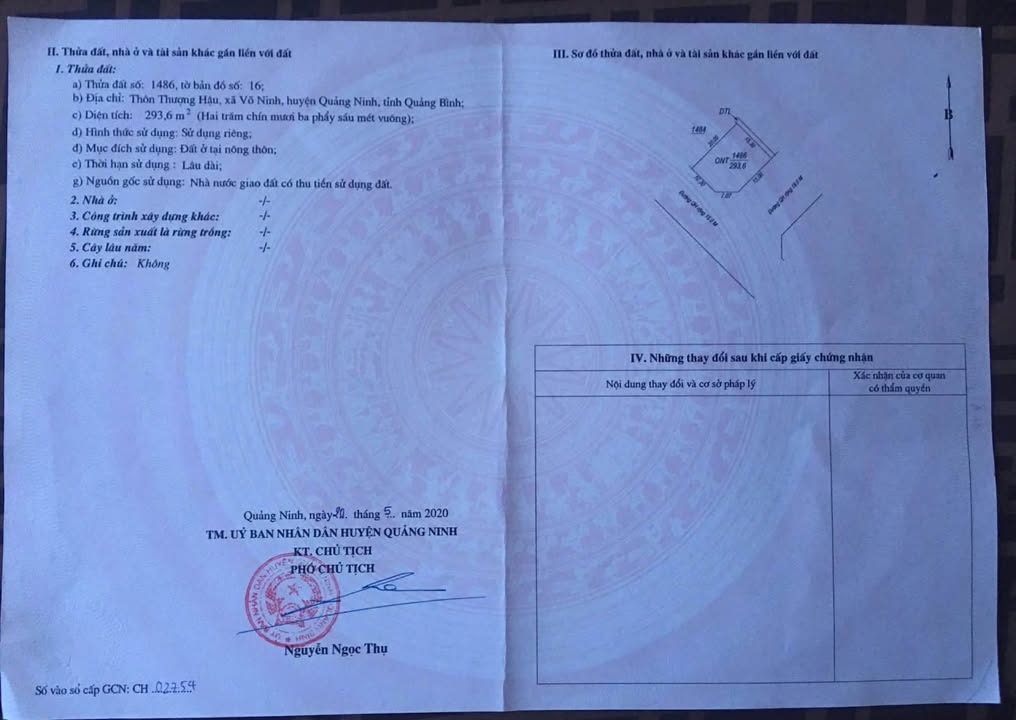 II. Thửa đất, nhà ở và tài sản khác gắn liền với đất
1. Thửa đất:
a) Thửa đất số: 1486, tờ bản đồ số: 16;
b) Địa chỉ: Thôn Thượng Hậu, xã Võ Ninh, huyện Quảng Ninh, tỉnh Quảng Bình;
c) Diện tích: 293,6 m² (Hai trăm chín mươi ba phẩy sáu mét vuông);
d) Hình thức sử dụng: Sử dụng riêng;
đ) Mục đích sử dụng: Đất ở tại nông thôn;
e) Thời hạn sử dụng : Lâu dài;
g) Nguồn gốc sử dụng: Nhà nước giao đất có thu tiền sử dụng đất.
2. Nhà ở: -/-
3. Công trình xây dựng khác: -/-
4. Rừng sản xuất là rừng trồng: -/-
5. Cây lâu năm: -/-
6. Ghi chú: Không
Quảng Ninh, ngày tháng 5 năm 2020
TM. UỶ BAN NHÂN DÂN HUYỆN QUẢNG NINH
KT. CHỦ TỊCH
PHÓ CHỦ TỊCH
Nguyễn Ngọc Thụ
Số vào sổ cấp GCN: CH 02754
III. Sơ đồ thửa đất, nhà ở và tài sản khác gắn liền với đất
B
DTL
1484
ONT 1486
293,6
Đường QH rộng
Đường QH rộng
IV. Những thay đổi sau khi cấp giấy chứng nhận
Nội dung thay đổi và cơ sở pháp lý
Xác nhận của cơ quan
có thẩm quyền